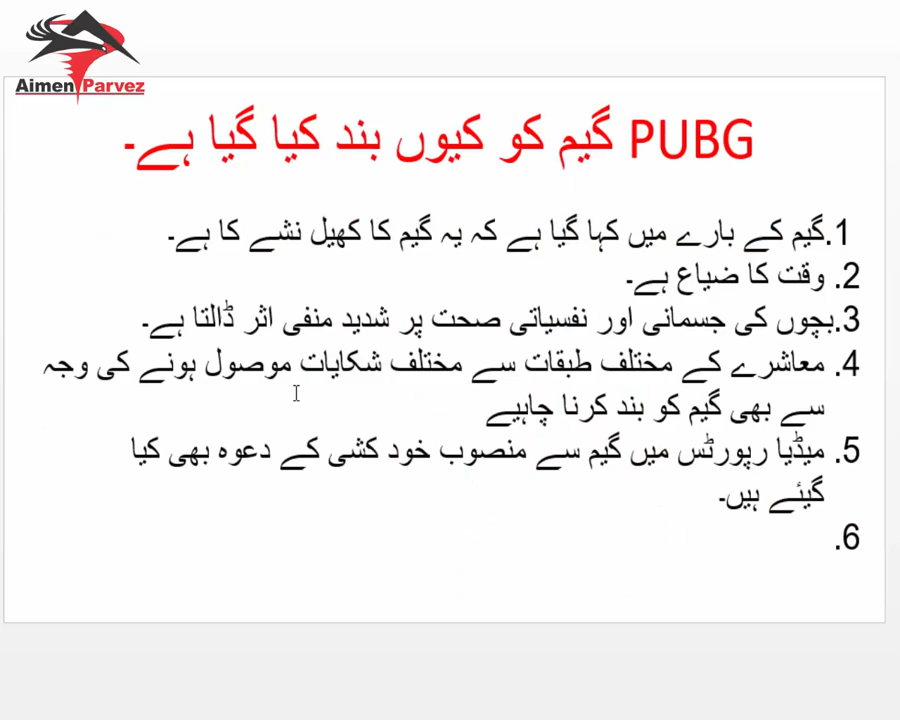 Aimen Parvez
PUBG گیم کو کیوں بند کیا گیا ہے۔
1.گیم کے بارے میں کہا گیا ہے کہ یہ گیم کا کھیل نشے کا ہے۔
2. وقت کا ضیاع ہے۔
3.بچوں کی جسمانی اور نفسیاتی صحت پر شدید منفی اثر ڈالتا ہے۔
4. معاشرے کے مختلف طبقات سے مختلف شکایات موصول ہونے کی وجہ
سے بھی گیم کو بند کرنا چاہیے
5. میڈیا رپورٹس میں گیم سے منصوب خود کشی کے دعوہ بھی کیا
گیئے ہیں۔
6.